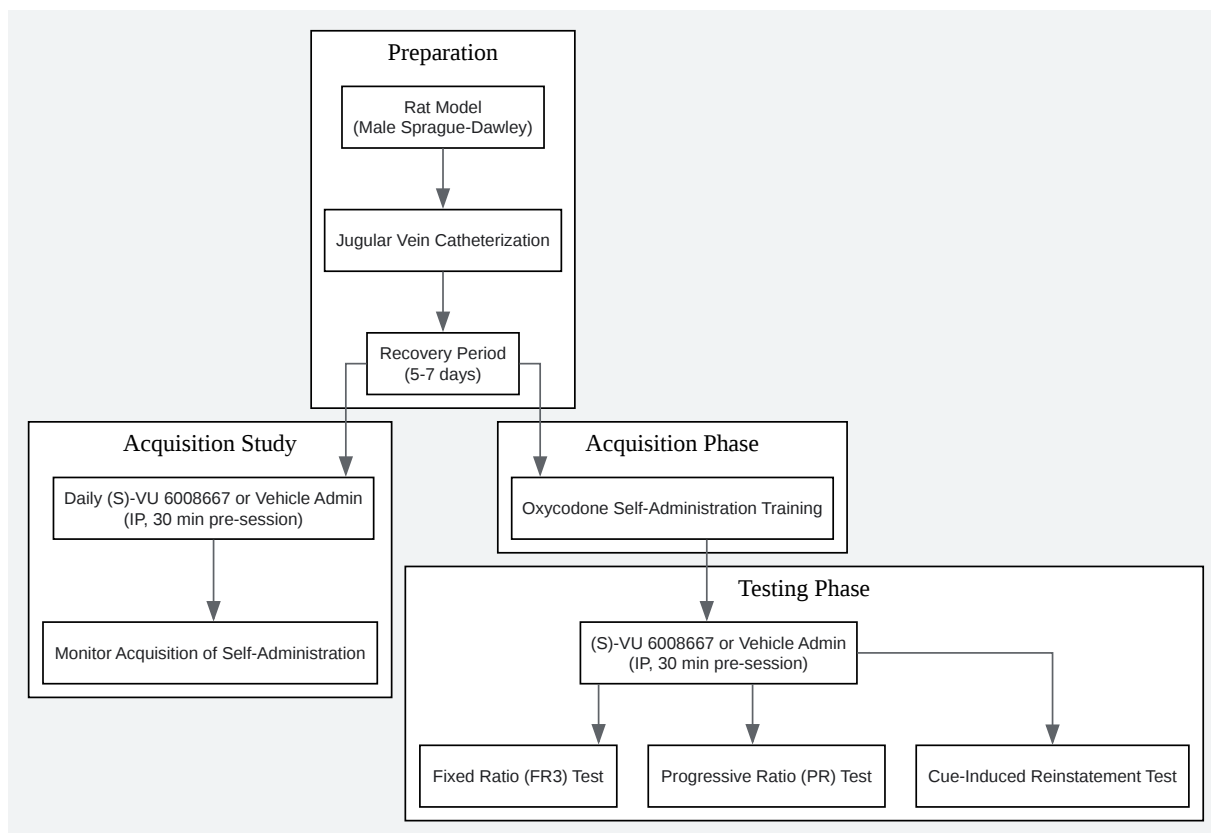 Preparation
Rat Model
(Male Sprague-Dawley)
Jugular Vein Catheterization
Recovery Period
(5-7 days)
Acquisition Study
Daily (S)-VU 6008667 or Vehicle Admin
(IP, 30 min pre-session)
Monitor Acquisition of Self-Administration
Acquisition Phase
Oxycodone Self-Administration Training
Testing Phase
(S)-VU 6008667 or Vehicle Admin
(IP, 30 min pre-session)
Fixed Ratio (FR3) Test
Progressive Ratio (PR) Test
Cue-Induced Reinstatement Test